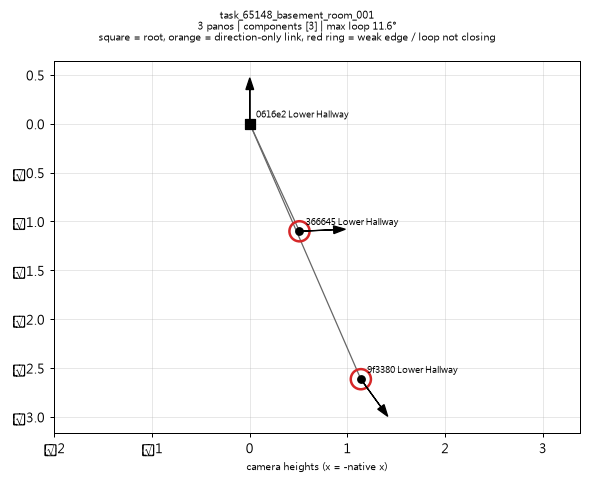 task_65148_basement_room_001
3 panos | components [3] | max loop 11.6°
square = root, orange = direction-only link, red ring = weak edge / loop not closing
0.5
0616e2 Lower Hallway
0.0
☑0.5
366645 Lower Hallway
☑1.0
☑1.5
☑2.0
9f3380 Lower Hallway
☑2.5
☑3.0
☑2 ☑1 0 1 2 3
camera heights (x = -native x)